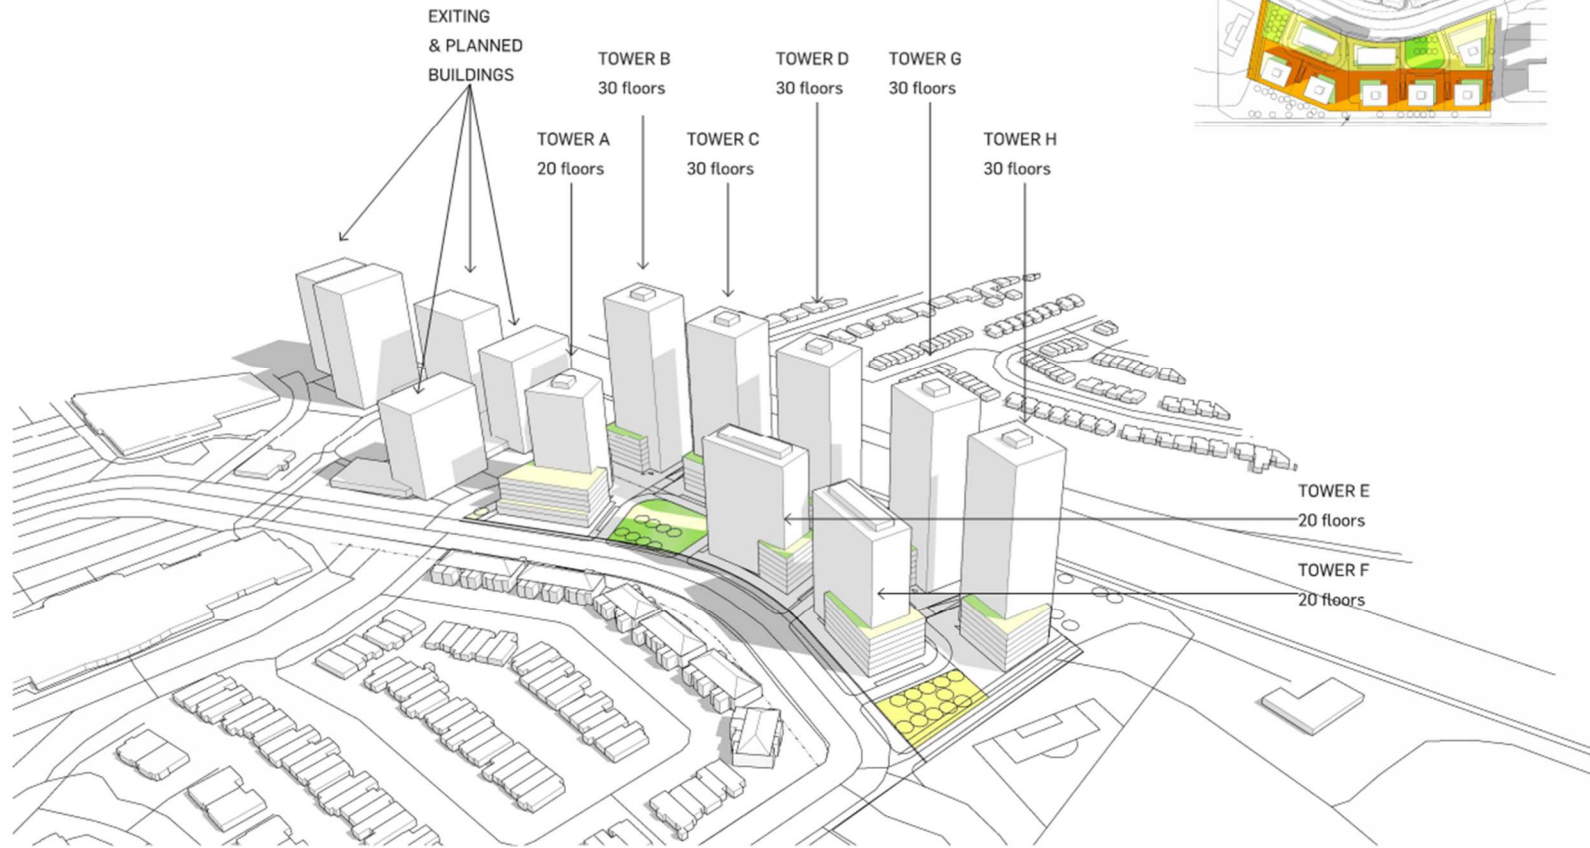 EXITING
& PLANNED
BUILDINGS
TOWER B
30 floors
TOWER D
30 floors
TOWER G
30 floors
TOWER A
20 floors
TOWER C
30 floors
TOWER H
30 floors
TOWER E
20 floors
TOWER F
20 floors